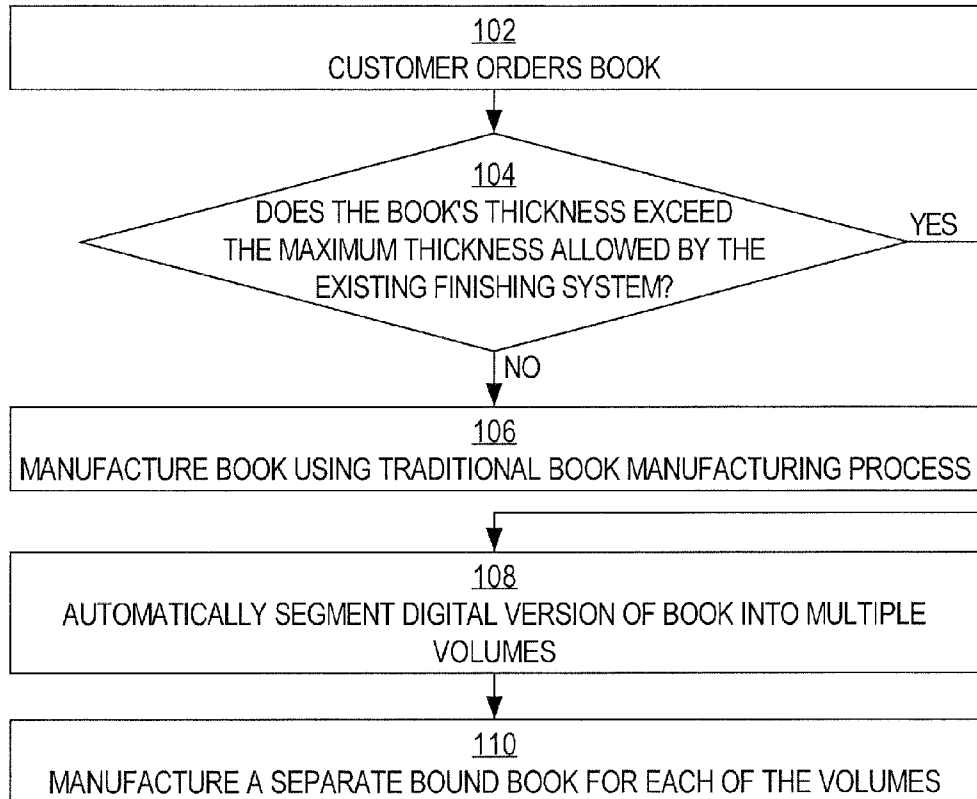 102
CUSTOMER ORDERS BOOK
104
DOES THE BOOK'S THICKNESS EXCEED
THE MAXIMUM THICKNESS ALLOWED BY THE
EXISTING FINISHING SYSTEM?
YES
NO
106
MANUFACTURE BOOK USING TRADITIONAL BOOK MANUFACTURING PROCESS
108
AUTOMATICALLY SEGMENT DIGITAL VERSION OF BOOK INTO MULTIPLE
VOLUMES
110
MANUFACTURE A SEPARATE BOUND BOOK FOR EACH OF THE VOLUMES